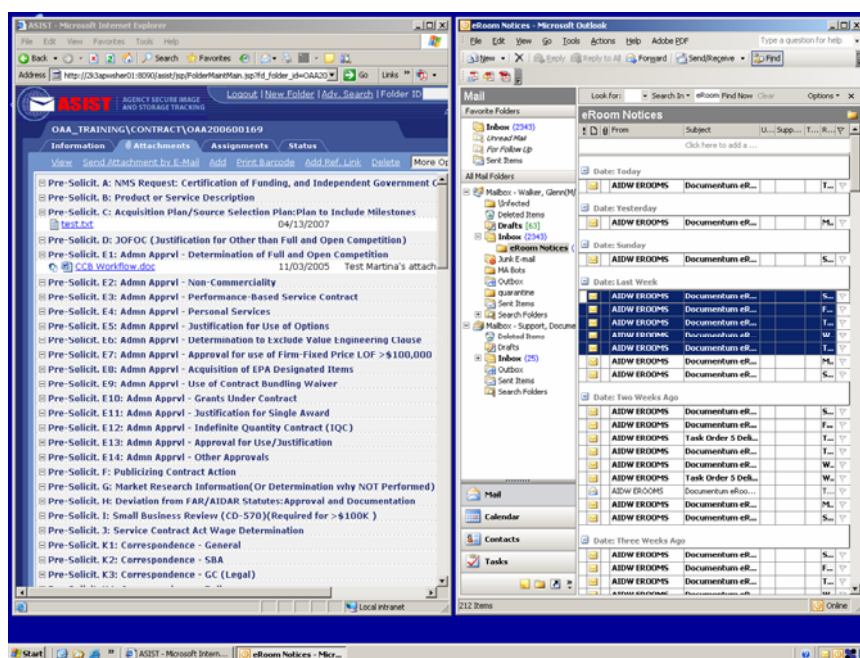 ASIST - Microsoft Internet Explorer
File Edit View Favorites Tools Help
Back Search Favorites
Address http://2k3apwsher01:8090/asist/jsp/FolderMaintMain.jsp?fd_folder_id=OAA20 Go Links
ASIST AGENCY SECURE IMAGE AND STORAGE TRACKING
Logout | New Folder | Adv. Search | Folder ID
OAA_TRAINING\CONTRACT\OAA200600169
Information Attachments Assignments Status
View Send Attachment by E-Mail Add Print Barcode Add Ref. Link Delete More Op
Pre-Solicit. A: NMS Request: Certification of Funding, and Independent Government C
Pre-Solicit. B: Product or Service Description
Pre-Solicit. C: Acquisition Plan/Source Selection Plan:Plan to Include Milestones
test.txt 04/13/2007
Pre-Solicit. D: JOFOC (Justification for Other than Full and Open Competition)
Pre-Solicit. E1: Admn Apprvl - Determination of Full and Open Competition
CCB Workflow.doc 11/03/2005 Test Martina's attach
Pre-Solicit. E2: Admn Apprvl - Non-Commerciality
Pre-Solicit. E3: Admn Apprvl - Performance-Based Service Contract
Pre-Solicit. E4: Admn Apprvl - Personal Services
Pre-Solicit. E5: Admn Apprvl - Justification for Use of Options
Pre-Solicit. E6: Admn Apprvl - Determination to Exclude Value Engineering Clause
Pre-Solicit. E7: Admn Apprvl - Approval for use of Firm-Fixed Price LOF >$100,000
Pre-Solicit. E8: Admn Apprvl - Acquisition of EPA Designated Items
Pre-Solicit. E9: Admn Apprvl - Use of Contract Bundling Waiver
Pre-Solicit. E10: Admn Apprvl - Grants Under Contract
Pre-Solicit. E11: Admn Apprvl - Justification for Single Award
Pre-Solicit. E12: Admn Apprvl - Indefinite Quantity Contract (IQC)
Pre-Solicit. E13: Admn Apprvl - Approval for Use/Justification
Pre-Solicit. E14: Admn Apprvl - Other Approvals
Pre-Solicit. F: Publicizing Contract Action
Pre-Solicit. G: Market Research Information(Or Determination why NOT Performed)
Pre-Solicit. H: Deviation from FAR/AIDAR Statutes:Approval and Documentation
Pre-Solicit. I: Small Business Review (CD-570)(Required for >$100K )
Pre-Solicit. J: Service Contract Act Wage Determination
Pre-Solicit. K1: Correspondence - General
Pre-Solicit. K2: Correspondence - SBA
Pre-Solicit. K3: Correspondence - GC (Legal)
Local intranet
eRoom Notices - Microsoft Outlook
File Edit View Go Tools Actions Help Adobe PDF Type a question for help
New Reply Reply to All Forward Send/Receive Find
Mail
Favorite Folders
Inbox (2343)
Unread Mail
For Follow Up
Sent Items
All Mail Folders
Mailbox - Walker, Glenn(M/
\Infected
Deleted Items
Drafts [63]
Inbox (2343)
eRoom Notices (
Junk E-mail
MA Bots
Outbox
quarantine
Sent Items
Search Folders
Mailbox - Support, Docume
Deleted Items
Drafts
Inbox (25)
Outbox
Sent Items
Search Folders
Mail
Calendar
Contacts
Tasks
Look for: Search In eRoom Find Now Clear Options
eRoom Notices
From Subject U... Supp... T... R...
Click here to add a ...
Date: Today
AIDW EROOMS Documentum eR... T...
Date: Yesterday
AIDW EROOMS Documentum eR... M...
Date: Sunday
AIDW EROOMS Documentum eR... S...
Date: Last Week
AIDW EROOMS Documentum eR... S...
AIDW EROOMS Documentum eR... F...
AIDW EROOMS Documentum eR... T...
AIDW EROOMS Documentum eR... W...
AIDW EROOMS Documentum eR... T...
AIDW EROOMS Documentum eR... M...
AIDW EROOMS Documentum eR... S...
Date: Two Weeks Ago
AIDW EROOMS Documentum eR... S...
AIDW EROOMS Documentum eR... F...
AIDW EROOMS Task Order 5 Deli... T...
AIDW EROOMS Documentum eR... W...
AIDW EROOMS Task Order 5 Deli... W...
AIDW EROOMS Documentum eRoo... T...
AIDW EROOMS Documentum eR... M...
AIDW EROOMS Documentum eR... S...
Date: Three Weeks Ago
AIDW EROOMS Documentum eR... S...
AIDW EROOMS Documentum eR... F...
AIDW EROOMS Documentum eR... T...
AIDW EROOMS Documentum eR... W...
212 Items Online
Start ASIST - Microsoft Intern... eRoom Notices - Micr...